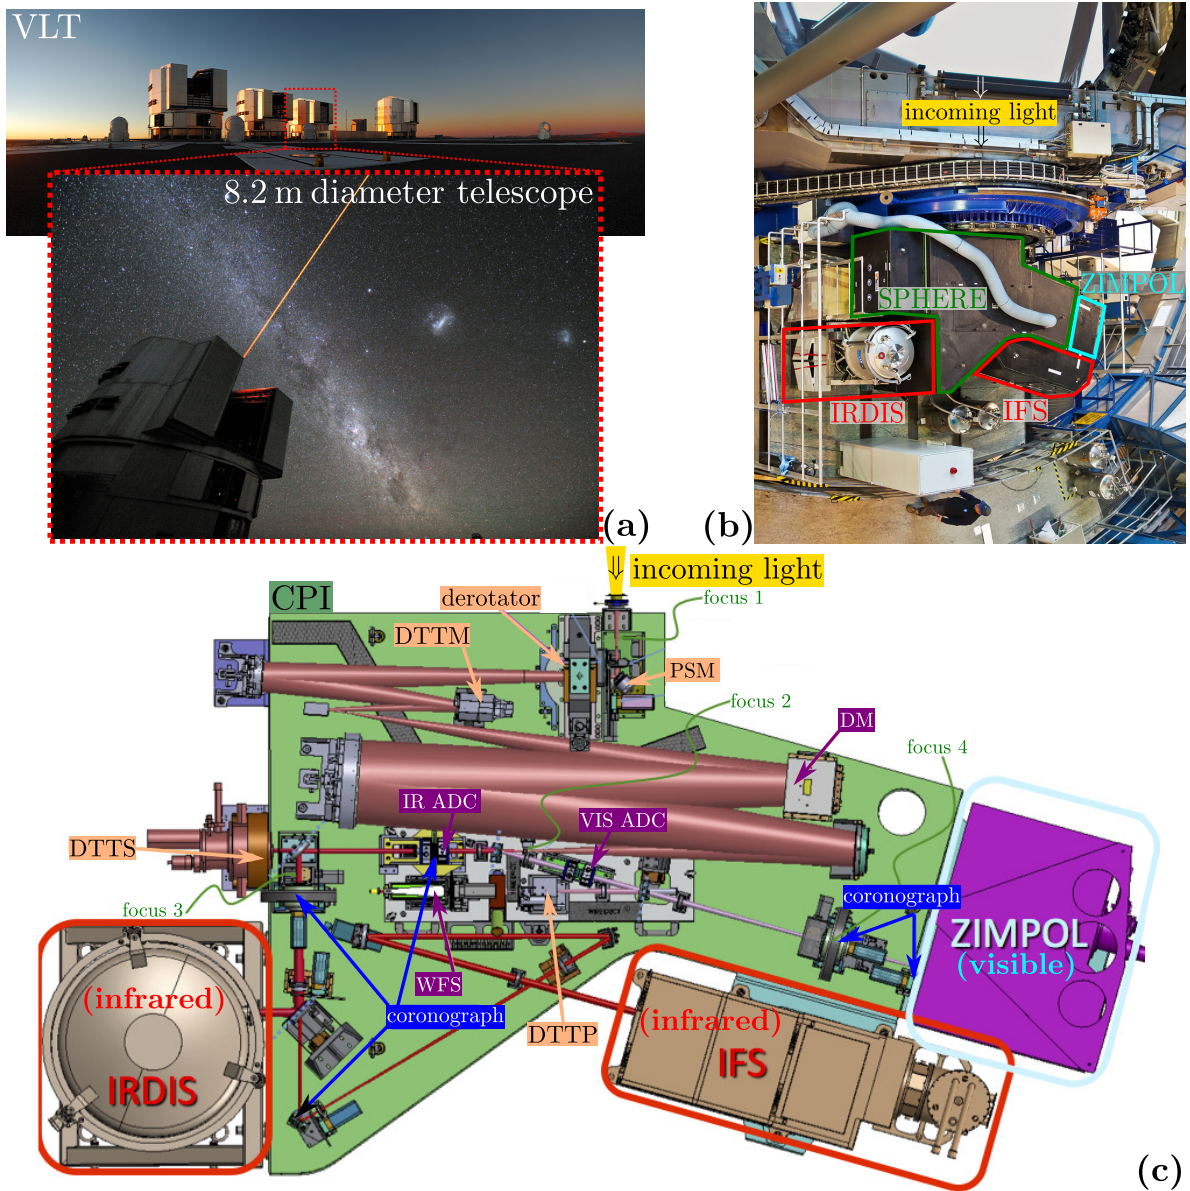 VLT
8.2 m diameter telescope
(a)
⇓
incoming light
⇓
ZIMPOL
SPHERE
IRDIS
IFS
(b)
⇓ incoming light
CPI
derotator
focus 1
DTTM
PSM
focus 2
DM
focus 4
IR ADC
VIS ADC
DTTS
coronograph
focus 3
ZIMPOL
(visible)
WFS
(infrared)
coronograph
(infrared)
DTTP
IFS
IRDIS
(c)